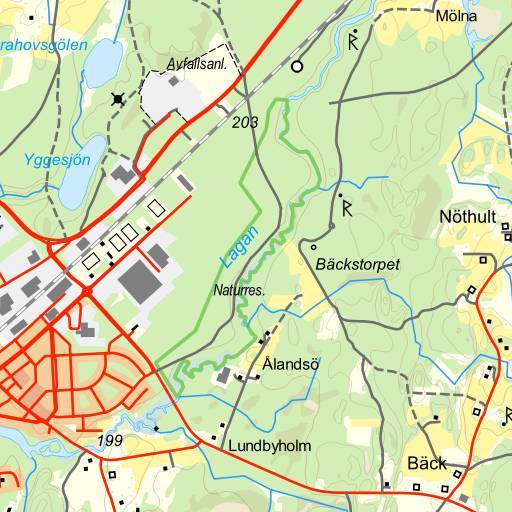 Mölna
rahovsgölen
Avfallsanl.
R
203
Yggesjön
R
Nöthult
Lagan
Bäckstorpet
Naturres.
Ålandsö
199
Lundbyholm
Bäck
R